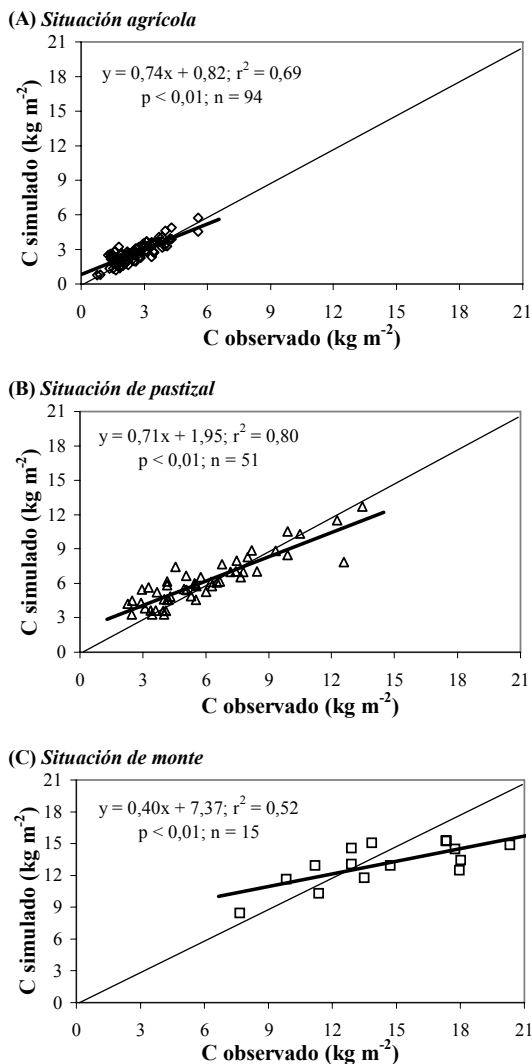 (A) Situación agrícola
y = 0,74x + 0,82; r² = 0,69
p < 0,01; n = 94
C simulado (kg m⁻²)
21
18
15
12
9
6
3
0
0 3 6 9 12 15 18 21
C observado (kg m⁻²)
(B) Situación de pastizal
y = 0,71x + 1,95; r² = 0,80
p < 0,01; n = 51
C simulado (kg m⁻²)
21
18
15
12
9
6
3
0
0 3 6 9 12 15 18 21
C observado (kg m⁻²)
(C) Situación de monte
y = 0,40x + 7,37; r² = 0,52
p < 0,01; n = 15
C simulado (kg m⁻²)
21
18
15
12
9
6
3
0
0 3 6 9 12 15 18 21
C observado (kg m⁻²)